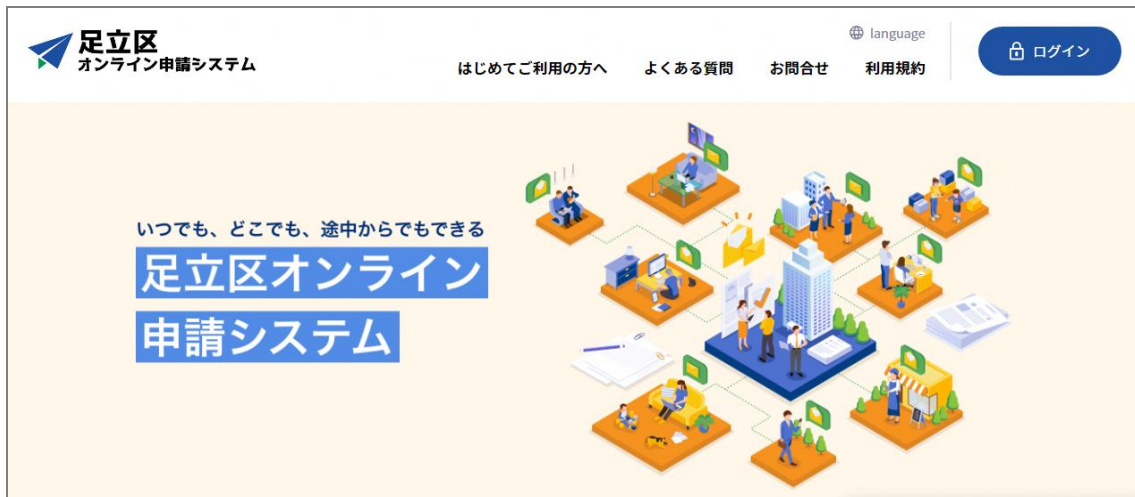 足立区
オンライン申請システム
language
はじめてご利用の方へ よくある質問 お問合せ 利用規約
ログイン
いつでも、どこでも、途中からでもできる
足立区オンライン
申請システム